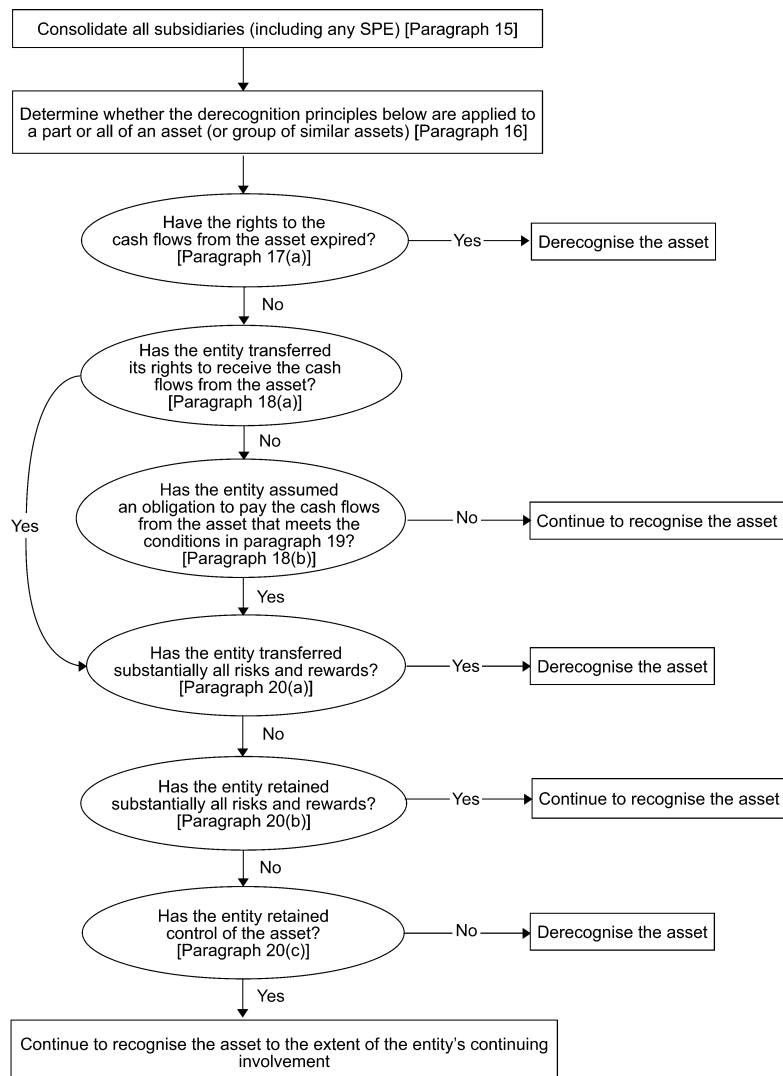 Consolidate all subsidiaries (including any SPE) [Paragraph 15]
Determine whether the derecognition principles below are applied to
a part or all of an asset (or group of similar assets) [Paragraph 16]
Have the rights to the
cash flows from the asset expired?
[Paragraph 17(a)]
Yes
Derecognise the asset
No
Has the entity transferred
its rights to receive the cash
flows from the asset?
[Paragraph 18(a)]
No
Yes
Has the entity assumed
an obligation to pay the cash flows
from the asset that meets the
conditions in paragraph 19?
[Paragraph 18(b)]
No
Continue to recognise the asset
Yes
Has the entity transferred
substantially all risks and rewards?
[Paragraph 20(a)]
Yes
Derecognise the asset
No
Has the entity retained
substantially all risks and rewards?
[Paragraph 20(b)]
Yes
Continue to recognise the asset
No
Has the entity retained
control of the asset?
[Paragraph 20(c)]
No
Derecognise the asset
Yes
Continue to recognise the asset to the extent of the entity's continuing
involvement